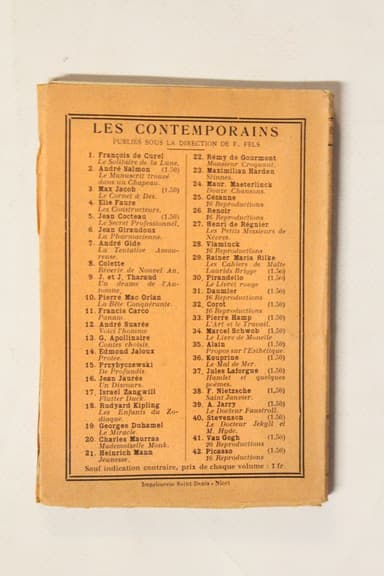 LES CONTEMPORAINS
PUBLIÉS SOUS LA DIRECTION DE F. FELS
1. François de Curel
Le Solitaire de la Lune.
2. André Salmon (1.50)
Le Manuscrit trouvé
dans un Chapeau.
3. Max Jacob (1.50)
Le Cornet à Des.
4. Elie Faure
Les Constructeurs.
5. Jean Cocteau (1.50)
Le Secret Professionnel.
6. Jean Giraudoux
La Pharmacienne.
7. André Gide
La Tentative Amou-
reuse.
8. Colette
Rêverie de Nouvel An.
9. J. et J. Tharaud
Un drame de l'Au-
tomne.
10. Pierre Mac Orlan
La Bête Conquérante.
11. Francis Carco
Panam.
12. André Suarès
Voici l'homme
13. G. Apollinaire
Contes choisis.
14. Edmond Jaloux
Protée.
15. Przybyszewski
De Profundis.
16. Jean Jaurès
Un Discours.
17. Israel Zangwill
Flutter Duck.
18. Rudyard Kipling
Les Enfants du Zo-
diaque.
19. Georges Duhamel
Le Miracle.
20. Charles Maurras
Mademoiselle Monk.
21. Heinrich Mann
Jeunesse.
22. Rémy de Gourmont
Monsieur Croquant.
23. Maximilian Harden
Stinnes.
24. Maur. Maeterlinck
Douze Chansons.
25. Cézanne
16 Reproductions
26. Renoir
16 Reproductions
27. Henri de Régnier
Les Petits Messieurs de
Nèvres.
28. Vlaminck
16 Reproductions
29. Rainer Maria Rilke
Les Cahiers de Malte
Laurids Brigge (1.50)
30. Pirandello (1.50)
Le Livret rouge
31. Daumier (1.50)
16 Reproductions
32. Corot (1.50)
16 Reproductions
33. Pierre Hamp (1.50)
L'Art et le Travail.
34. Marcel Schwob (1.50)
Le Livre de Monelle
35. Alain (1.50)
Propos sur l'Esthétique.
36. Kouprine (1.50)
Le Mal de Mer.
37. Jules Laforgue (1.50)
Hamlet et quelques
poèmes.
38. F. Nietzsche (1.50)
Saint Janvier.
39. A. Jarry (1.50)
Le Docteur Faustroll.
40. Stevenson (1.50)
Le Docteur Jekyll et
M. Hyde.
41. Van Gogh (1.50)
20 Reproductions
42. Picasso (1.50)
16 Reproductions
Sauf indication contraire, prix de chaque volume : 1 fr.
Imprimerie Saint-Denis - Niort